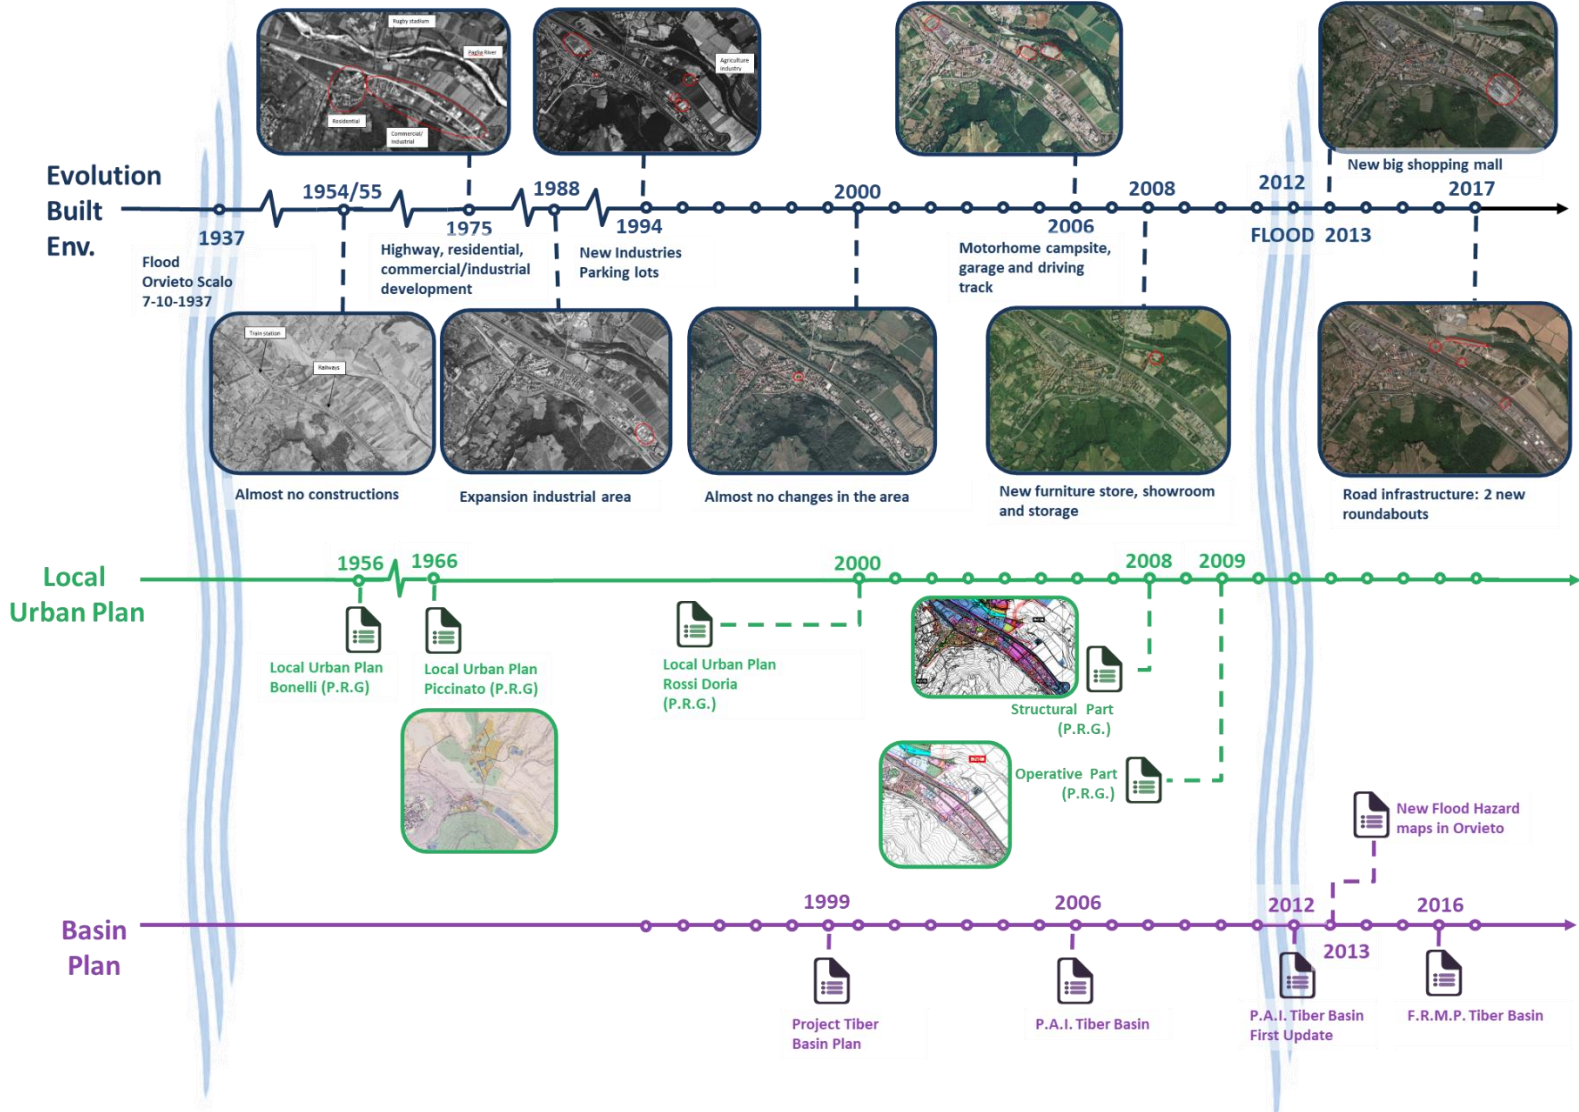 Rugby stadium
Paglia River
Residential
Commercial/
Industrial
Agriculture
industry
Evolution
Built
Env.
1937
1954/55
1975
1988
1994
2000
2006
2008
2012
FLOOD 2013
2017
New big shopping mall
Flood
Orvieto Scalo
7-10-1937
Highway, residential,
commercial/industrial
development
New Industries
Parking lots
Motorhome campsite,
garage and driving
track
Train station
Railways
Almost no constructions
Expansion industrial area
Almost no changes in the area
New furniture store, showroom
and storage
Road infrastructure: 2 new
roundabouts
Local
Urban Plan
1956
1966
2000
2008
2009
Local Urban Plan
Bonelli (P.R.G)
Local Urban Plan
Piccinato (P.R.G)
Local Urban Plan
Rossi Doria
(P.R.G.)
Structural Part
(P.R.G.)
Operative Part
(P.R.G.)
New Flood Hazard
maps in Orvieto
Basin
Plan
1999
2006
2012
2013
2016
Project Tiber
Basin Plan
P.A.I. Tiber Basin
P.A.I. Tiber Basin
First Update
F.R.M.P. Tiber Basin